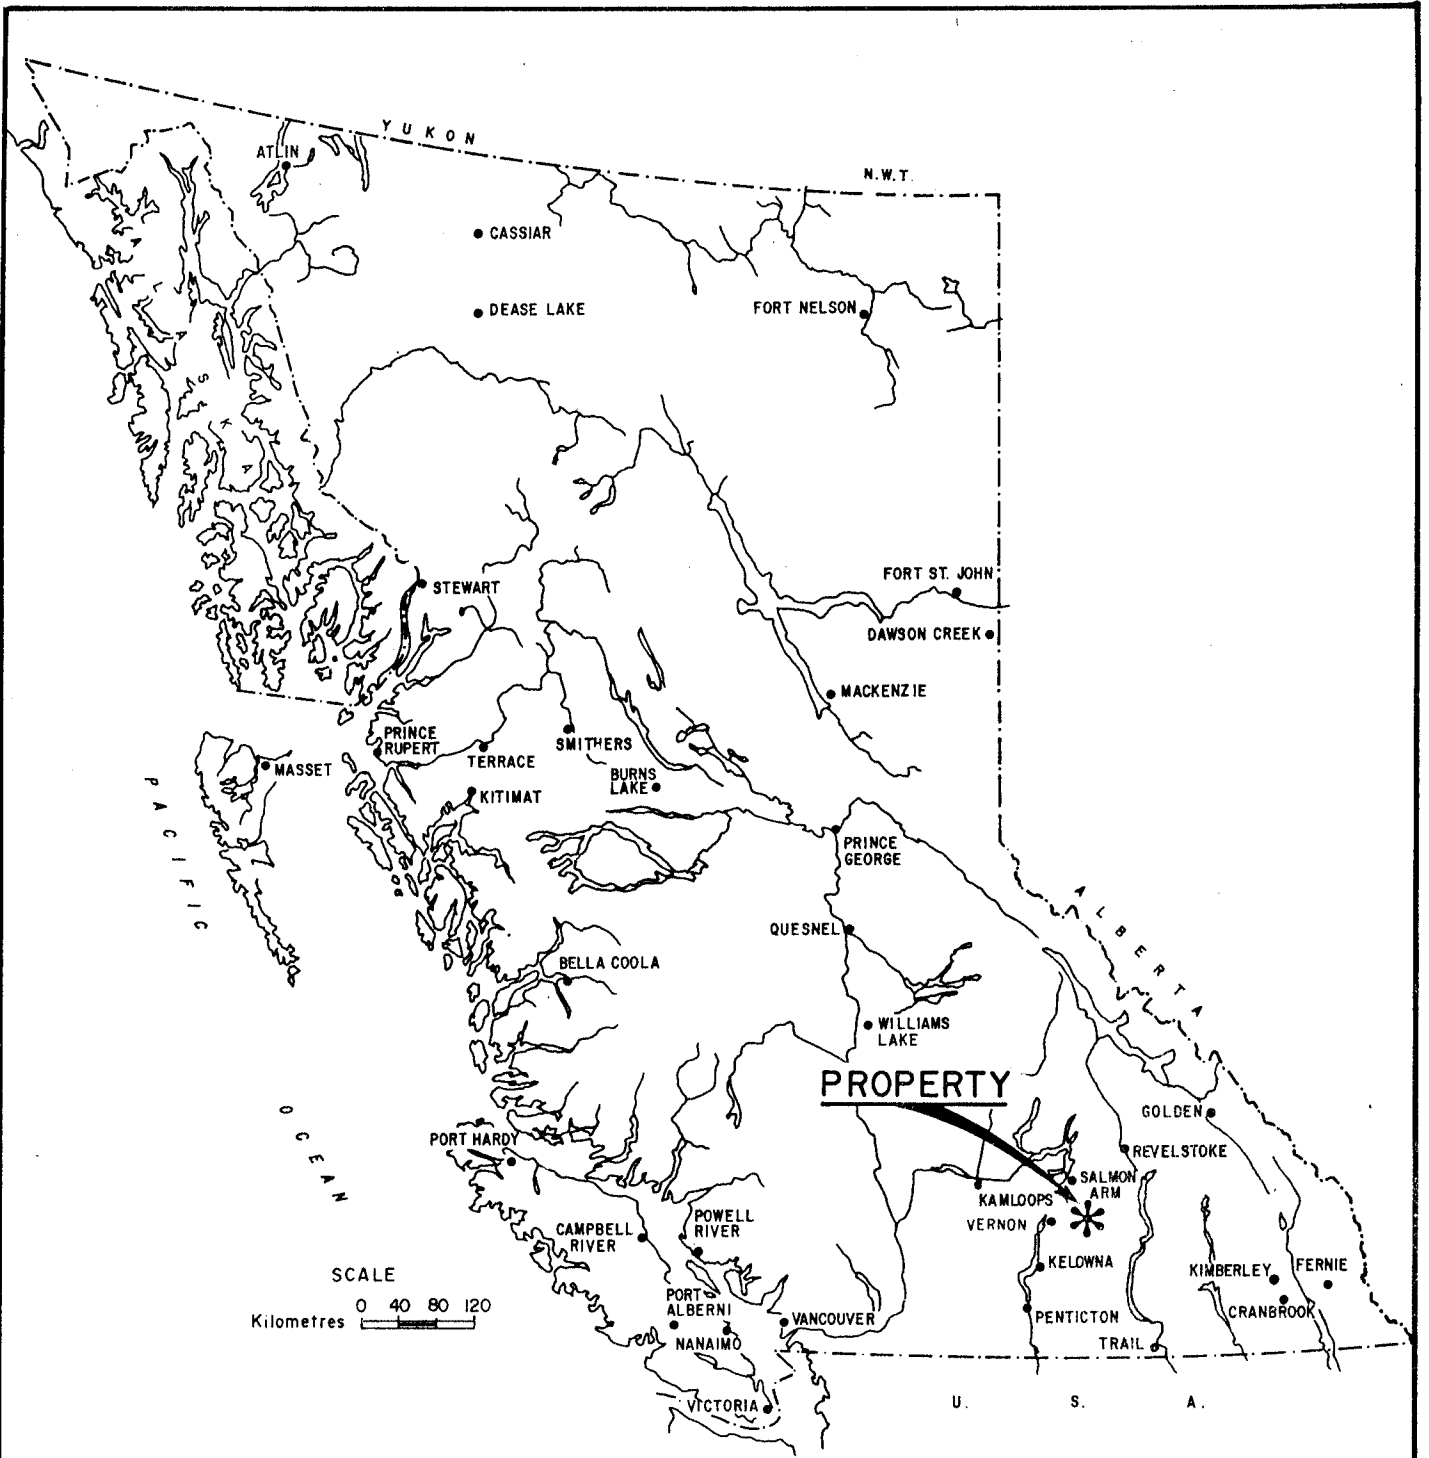 YUKON
N.W.T.
ATLIN
CASSIAR
DEASE LAKE
FORT NELSON
ALASKA
STEWART
FORT ST. JOHN
DAWSON CREEK
MACKENZIE
PRINCE
RUPERT
SMITHERS
TERRACE
MASSET
BURNS
LAKE
KITIMAT
PACIFIC
OCEAN
PRINCE
GEORGE
ALBERTA
QUESNEL
BELLA COOLA
WILLIAMS
LAKE
PROPERTY
GOLDEN
PORT HARDY
REVELSTOKE
SALMON
ARM
KAMLOOPS
VERNON
CAMPBELL
RIVER
POWELL
RIVER
KELOWNA
KIMBERLEY
FERNIE
SCALE
Kilometres
0 40 80 120
PORT
ALBERNI
CRANBROOK
VANCOUVER
PENTICTON
NANAIMO
TRAIL
VICTORIA
U. S. A.